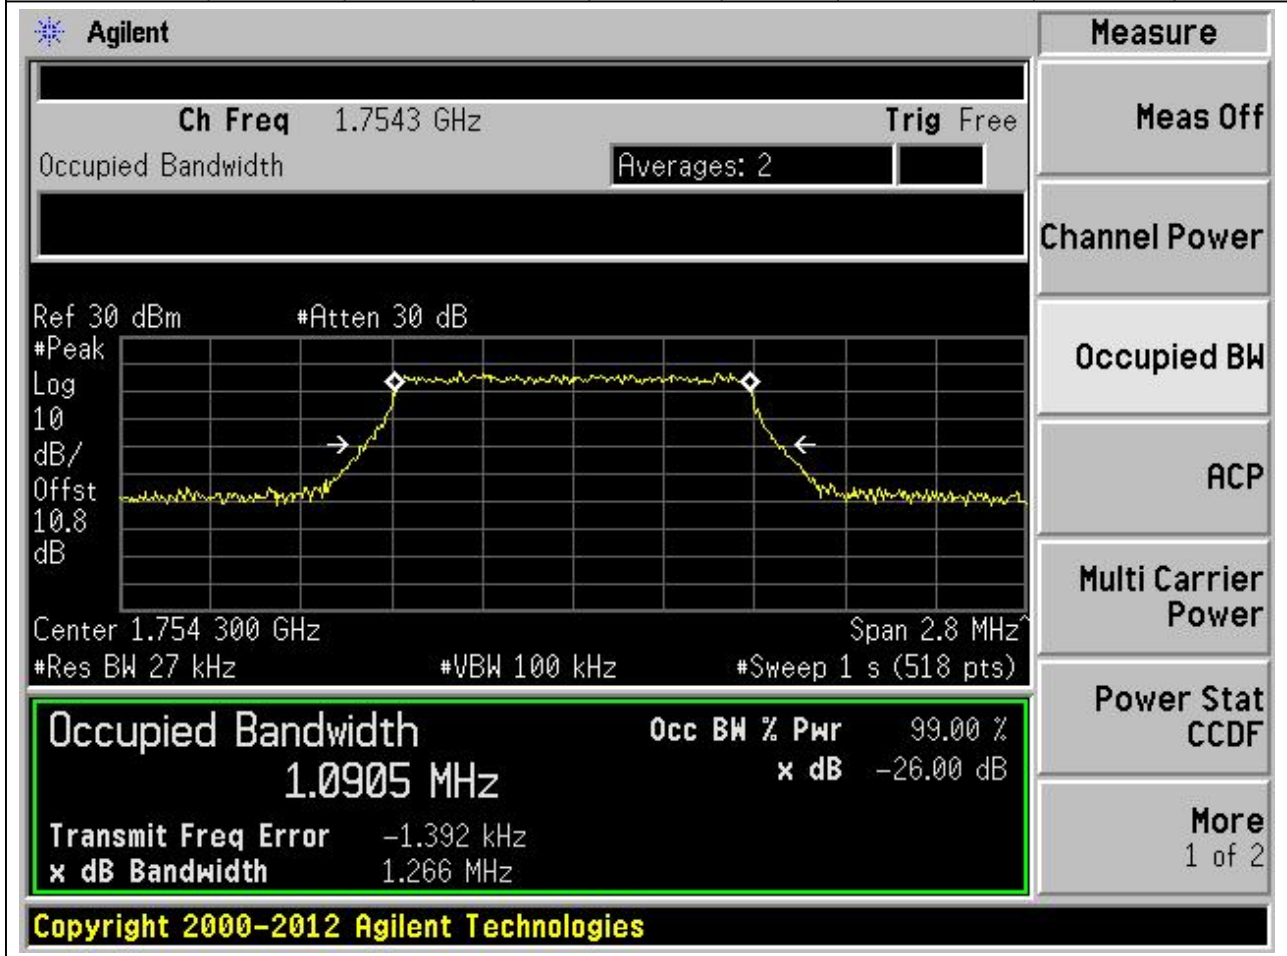 Agilent
Measure
Ch Freq 1.7543 GHz Trig Free
Occupied Bandwidth Averages: 2
Meas Off
Channel Power
Occupied BW
ACP
Multi Carrier
Power
Power Stat
CCDF
More
1 of 2
Ref 30 dBm #Atten 30 dB
#Peak
Log
10
dB/
Offst
10.8
dB
Center 1.754 300 GHz Span 2.8 MHz^
#Res BW 27 kHz #VBW 100 kHz #Sweep 1 s (518 pts)
Occupied Bandwidth Occ BW % Pwr 99.00 %
1.0905 MHz x dB -26.00 dB
Transmit Freq Error -1.392 kHz
x dB Bandwidth 1.266 MHz
Copyright 2000-2012 Agilent Technologies